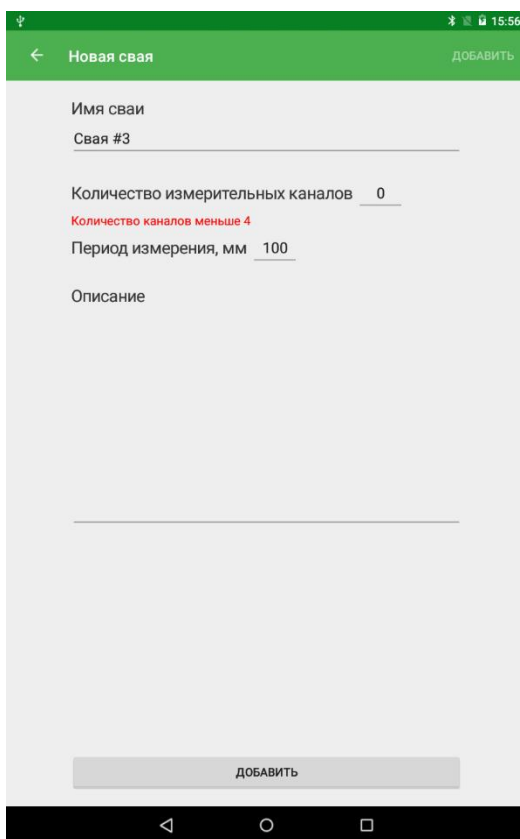 15:56
Новая свая
ДОБАВИТЬ
Имя сваи
Свая #3
Количество измерительных каналов 0
Количество каналов меньше 4
Период измерения, мм 100
Описание
ДОБАВИТЬ